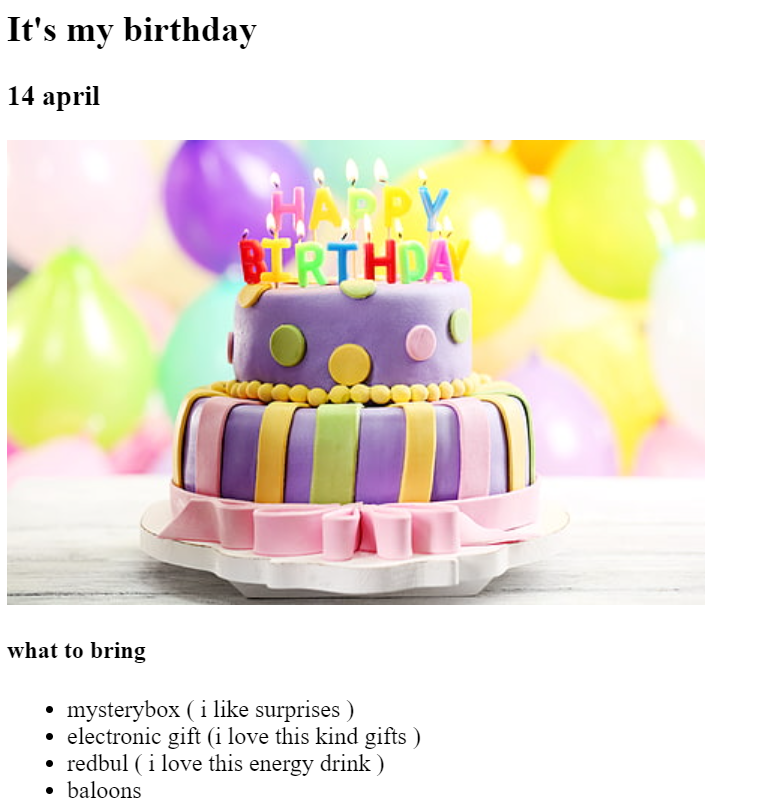 It's my birthday
14 april
HAPPY
BIRTHDAY
what to bring
mysterybox ( i like surprises )
electronic gift (i love this kind gifts )
redbul ( i love this energy drink )
baloons